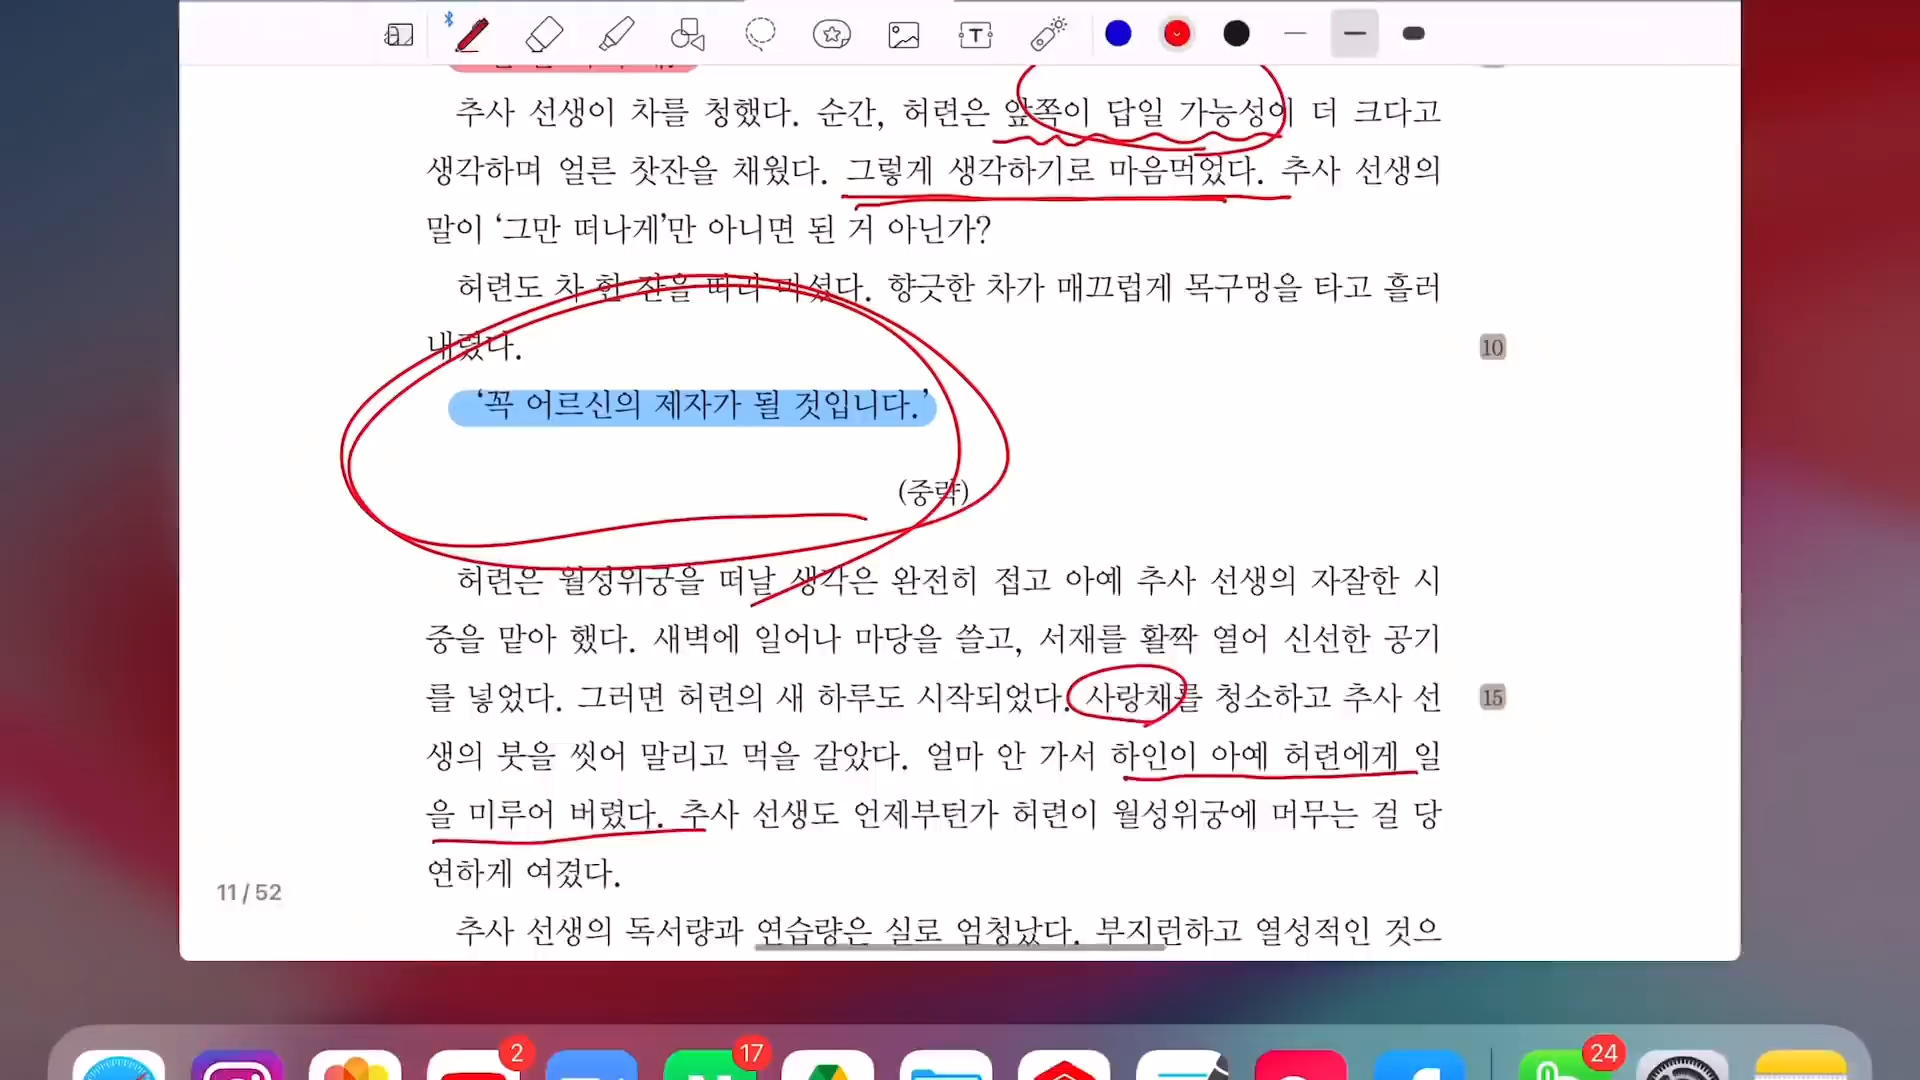 추사 선생이 차를 청했다. 순간, 허련은 앞쪽이 답일 가능성이 더 크다고
생각하며 얼른 찻잔을 채웠다. 그렇게 생각하기로 마음먹었다. 추사 선생의
말이 ‘그만 떠나게’만 아니면 된 거 아닌가?
허련도 차 한 잔을 따라 마셨다. 향긋한 차가 매끄럽게 목구멍을 타고 흘러
내렸다.
10
‘꼭 어르신의 제자가 될 것입니다.’
(중략)
허련은 월성위궁을 떠날 생각은 완전히 접고 아예 추사 선생의 자잘한 시
중을 맡아 했다. 새벽에 일어나 마당을 쓸고, 서재를 활짝 열어 신선한 공기
를 넣었다. 그러면 허련의 새 하루도 시작되었다. 사랑채를 청소하고 추사 선
15
생의 붓을 씻어 말리고 먹을 갈았다. 얼마 안 가서 하인이 아예 허련에게 일
을 미루어 버렸다. 추사 선생도 언제부턴가 허련이 월성위궁에 머무는 걸 당
연하게 여겼다.
11 / 52
추사 선생의 독서량과 연습량은 실로 엄청났다. 부지런하고 열성적인 것으
2
17
24